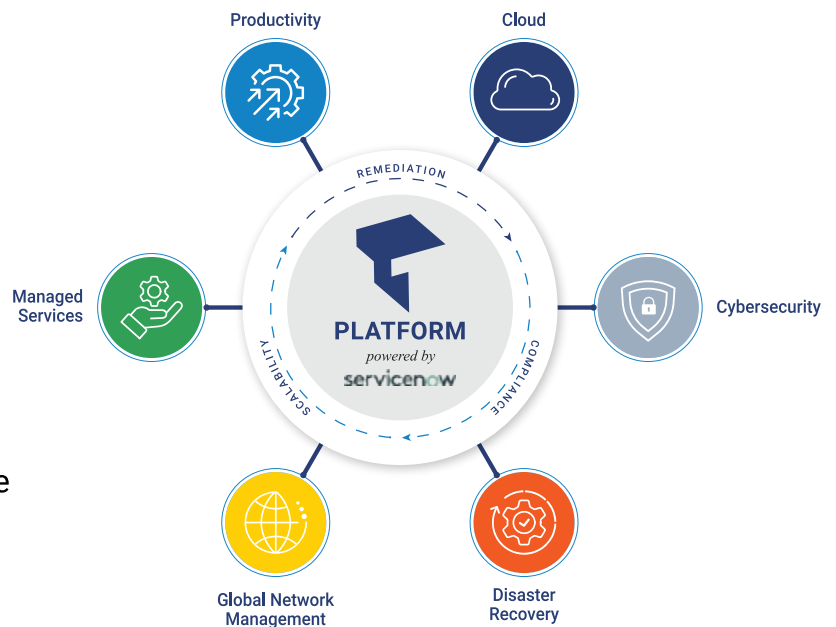 Productivity
Cloud
REMEDIATION
Managed
Services
PLATFORM
powered by
servicenow
Cybersecurity
SCALABILITY
COMPLIANCE
e
Global Network
Management
Disaster
Recovery